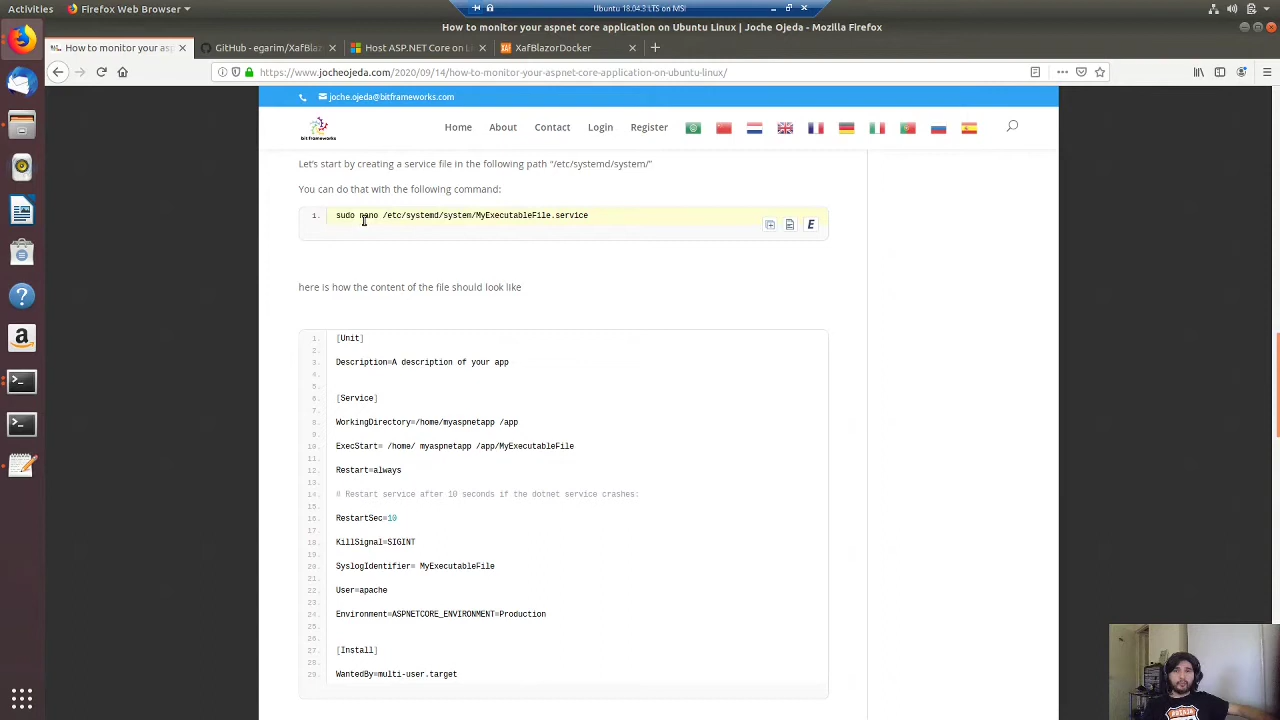 Activities
Firefox Web Browser
Ubuntu 18.04.3 LTS on MSI
How to monitor your aspnet core application on Ubuntu Linux | Joche Ojeda - Mozilla Firefox
How to monitor your asp
GitHub - egarim/XafBlaz
Host ASP.NET Core on L
XafBlazorDocker
https://www.jocheojeda.com/2020/09/14/how-to-monitor-your-aspnet-core-application-on-ubuntu-linux/
joche.ojeda@bitframeworks.com
bit.frameworks
Home About Contact Login Register
Let's start by creating a service file in the following path “/etc/systemd/system/”
You can do that with the following command:
1. sudo nano /etc/systemd/system/MyExecutableFile.service
E
here is how the content of the file should look like
1. [Unit]
2.
3. Description=A description of your app
4.
5.
6. [Service]
7.
8. WorkingDirectory=/home/myaspnetapp /app
9.
10. ExecStart= /home/ myaspnetapp /app/MyExecutableFile
11.
12. Restart=always
13.
14. # Restart service after 10 seconds if the dotnet service crashes:
15.
16. RestartSec=10
17.
18. KillSignal=SIGINT
19.
20. SyslogIdentifier= MyExecutableFile
21.
22. User=apache
23.
24. Environment=ASPNETCORE_ENVIRONMENT=Production
25.
26.
27. [Install]
28.
29. WantedBy=multi-user.target